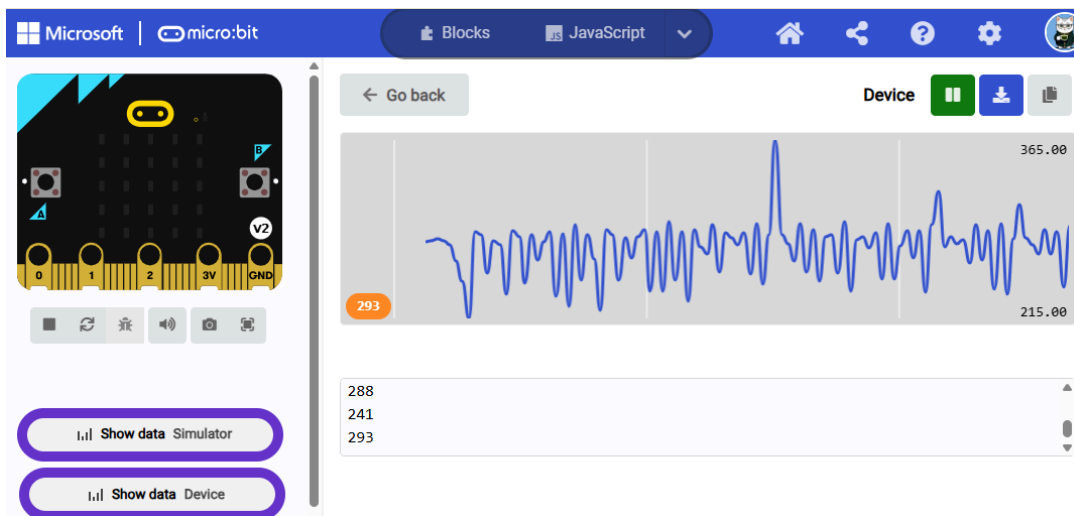 Microsoft micro:bit Blocks JS JavaScript
Go back Device
365.00
B
A
V2
0 1 2 3V GND
293
215.00
288
241
293
Show data Simulator
Show data Device